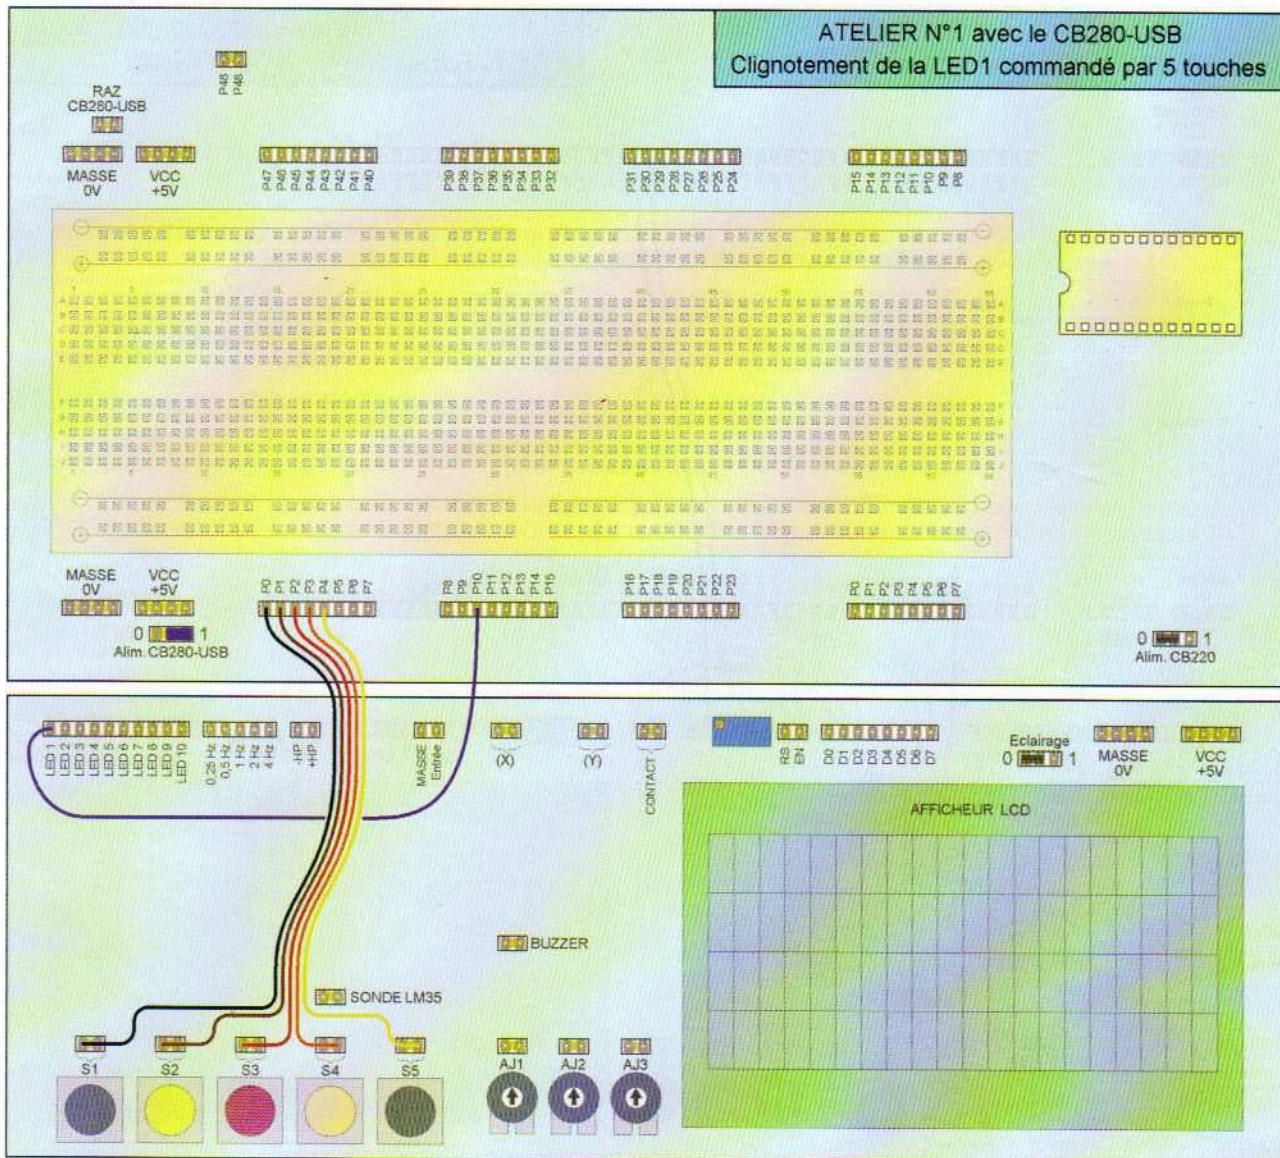 ATELIER N°1 avec le CB280-USB
Clignotement de la LED1 commandé par 5 touches
P48 P48
RAZ
CB280-USB
MASSE
0V
VCC
+5V
P47 P46 P45 P44 P43 P42 P41 P40
P39 P38 P37 P36 P35 P34 P33 P32
P31 P30 P29 P28 P27 P26 P25 P24
P15 P14 P13 P12 P11 P10 P9 P8
MASSE
0V
VCC
+5V
P0 P1 P2 P3 P4 P5 P6 P7
P8 P9 P10 P11 P12 P13 P14 P15
P16 P17 P18 P19 P20 P21 P22 P23
P0 P1 P2 P3 P4 P5 P6 P7
0 1
Alim. CB280-USB
0 1
Alim. CB220
LED 1 LED 2 LED 3 LED 4 LED 5 LED 6 LED 7 LED 8 LED 9 LED 10
0,25 Hz 0,5 Hz 1 Hz 2 Hz 4 Hz
-HP +HP
MASSE Entrée
(X)
(Y)
CONTACT
RS EN
D0 D1 D2 D3 D4 D5 D6 D7
Eclairage
0 1
MASSE
0V
VCC
+5V
AFFICHEUR LCD
BUZZER
SONDE LM35
S1 S2 S3 S4 S5
AJ1 AJ2 AJ3